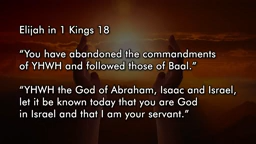 Elijah in 1 Kings 18
“You have abandoned the commandments
of YHWH and followed those of Baal.”
“YHWH the God of Abraham, Isaac and Israel,
let it be known today that you are God
in Israel and that I am your servant.”